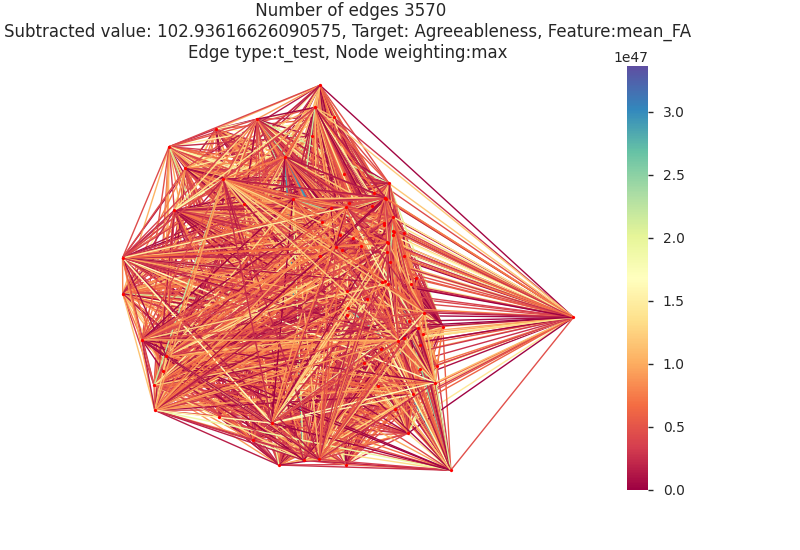 Number of edges 3570
Subtracted value: 102.93616626090575, Target: Agreeableness, Feature:mean_FA
Edge type:t_test, Node weighting:max
1e47
3.0
2.5
2.0
1.5
1.0
0.5
0.0